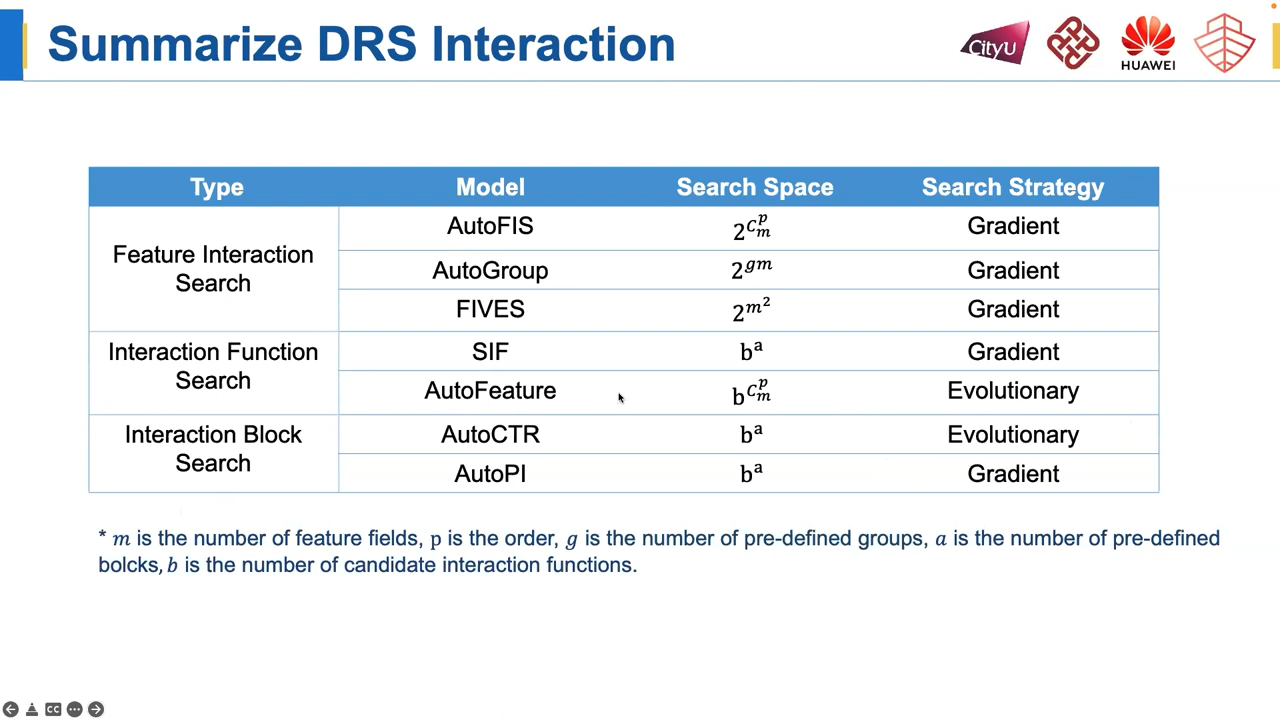 Summarize DRS Interaction
CityU
HUAWEI
Type Model Search Space Search Strategy
Feature Interaction
Search
AutoFIS 2^{C_m^p} Gradient
AutoGroup 2^{gm} Gradient
FIVES 2^{m^2} Gradient
Interaction Function
Search
SIF b^a Gradient
AutoFeature b^{C_m^p} Evolutionary
Interaction Block
Search
AutoCTR b^a Evolutionary
AutoPI b^a Gradient
* m is the number of feature fields, p is the order, g is the number of pre-defined groups, a is the number of pre-defined
bolcks, b is the number of candidate interaction functions.
CC